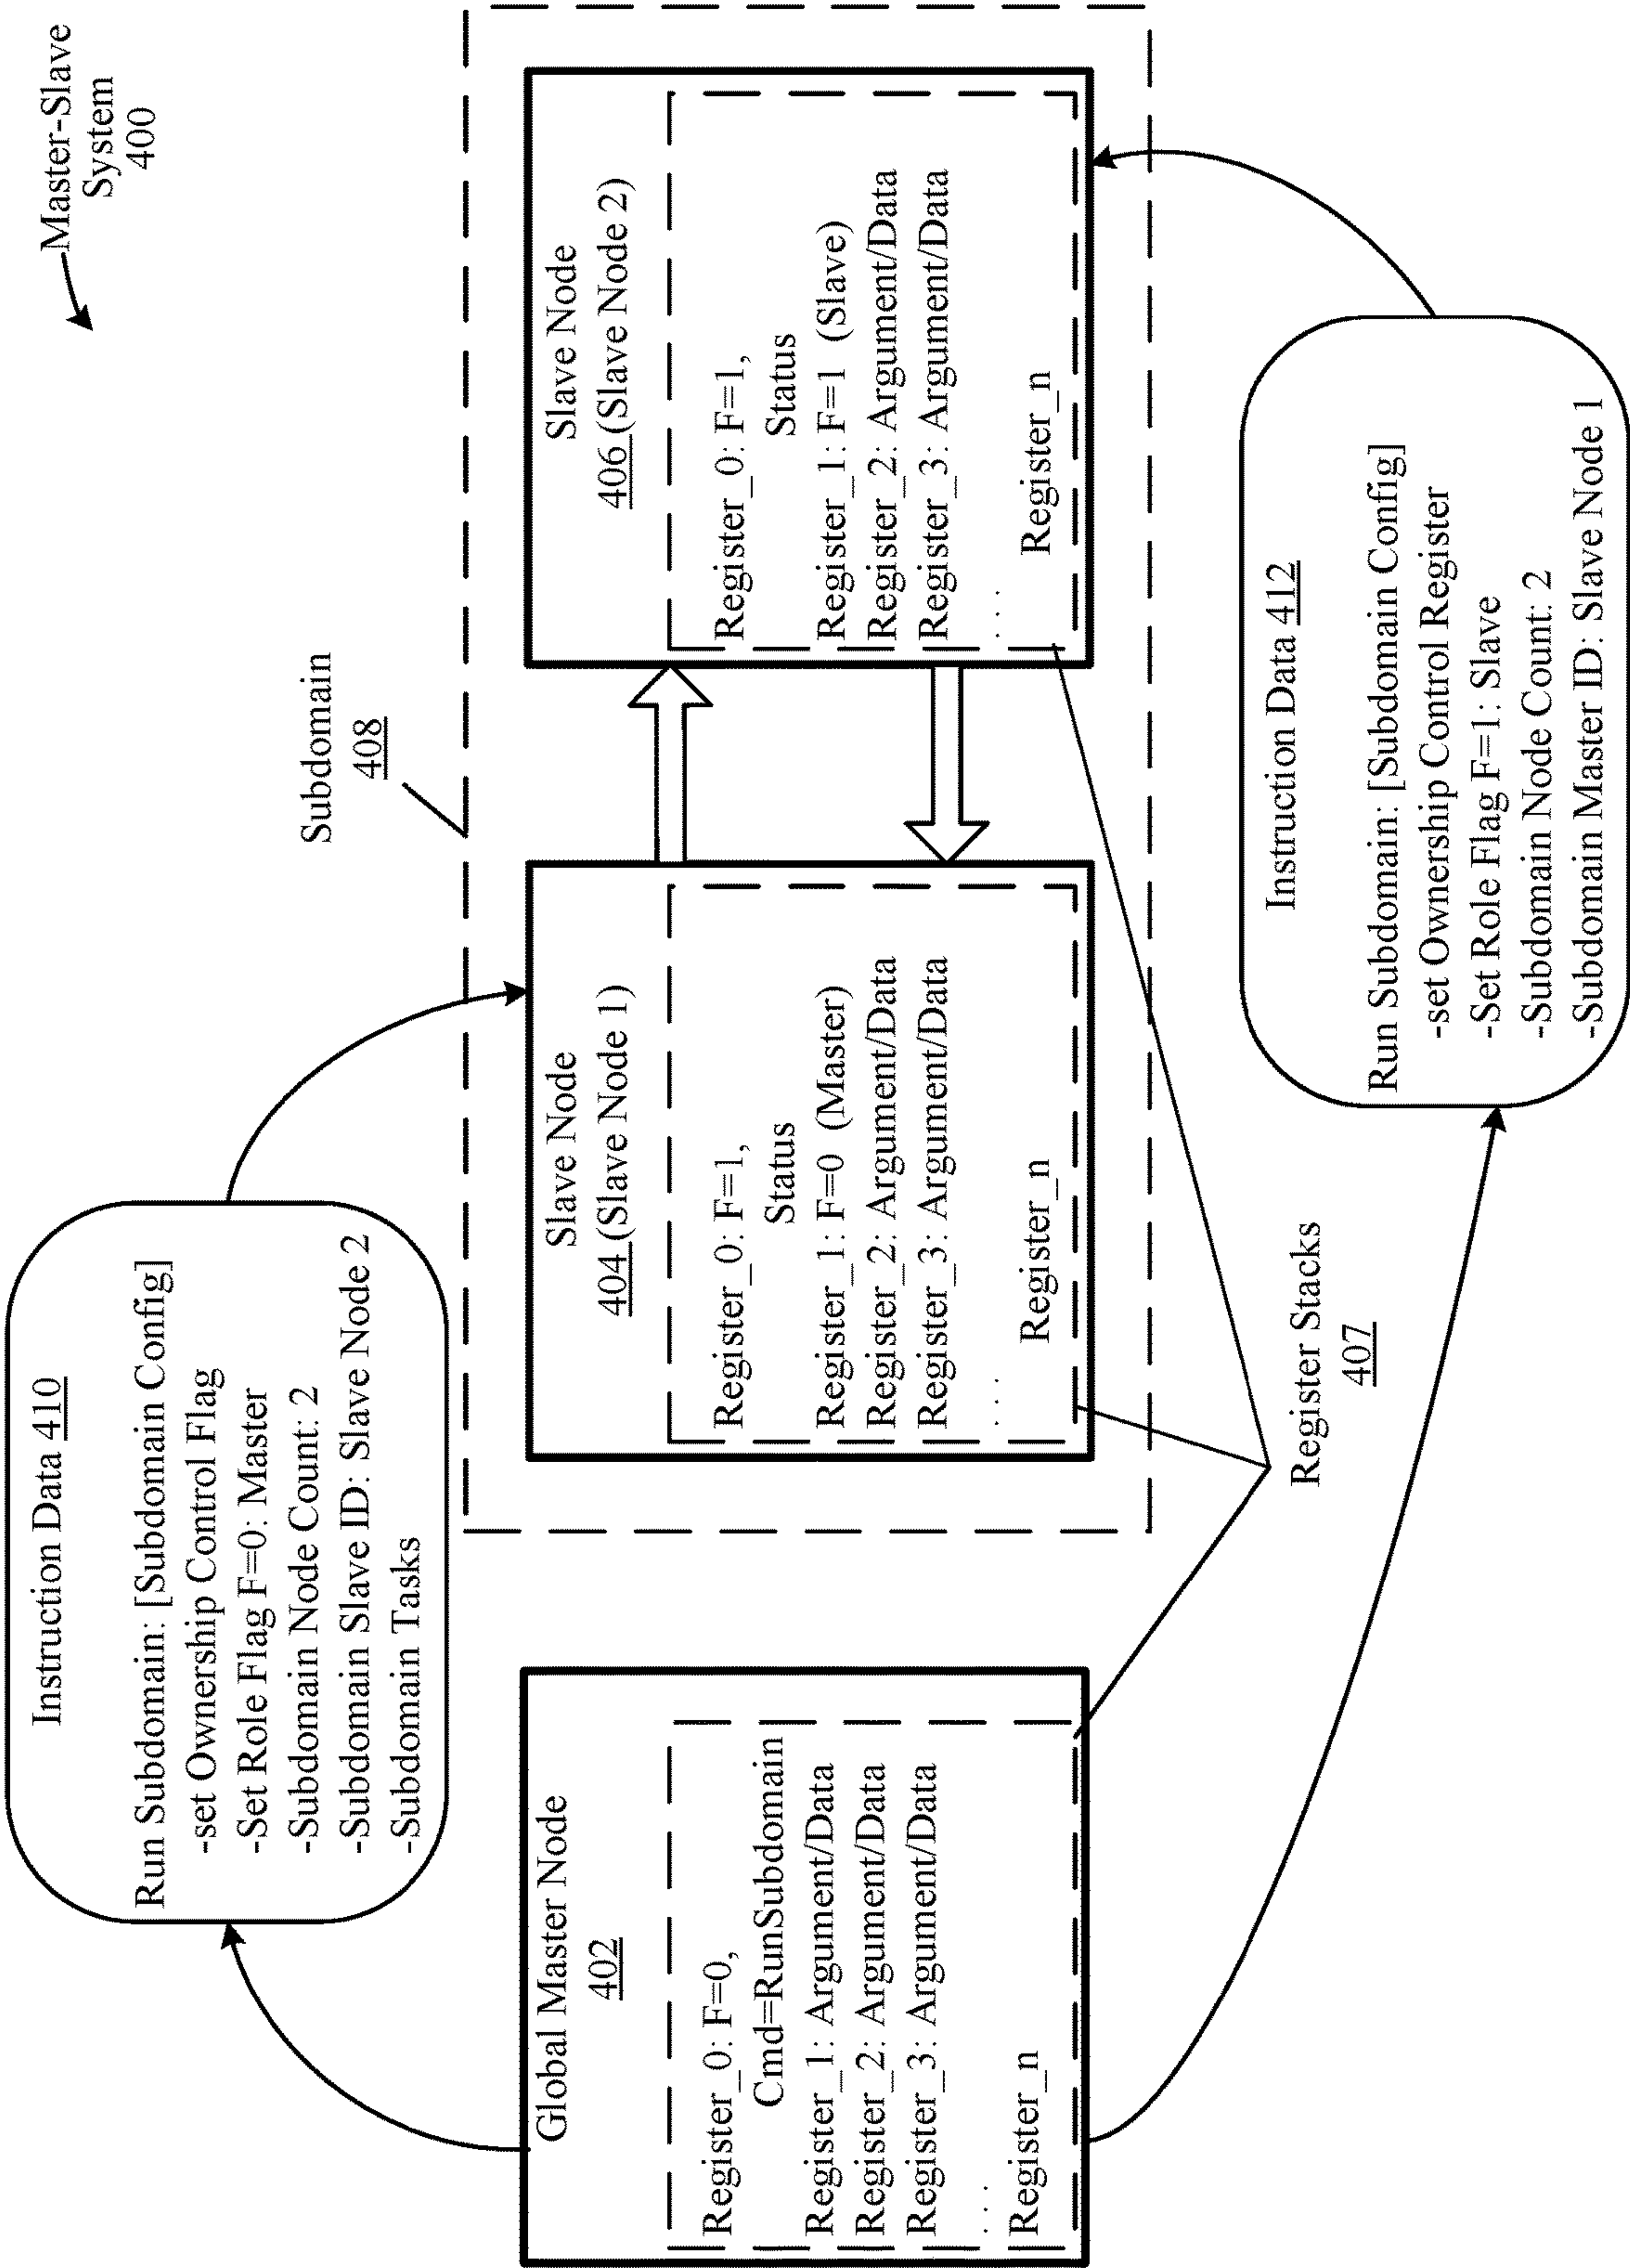 Master-Slave
System
400
Instruction Data 410
Run Subdomain: [Subdomain Config]
-set Ownership Control Flag
-Set Role Flag F=0: Master
-Subdomain Node Count: 2
-Subdomain Slave ID: Slave Node 2
-Subdomain Tasks
Subdomain
408
Global Master Node
402
Register_0: F=0,
Cmd=RunSubdomain
Register_1: Argument/Data
Register_2: Argument/Data
Register_3: Argument/Data
...
Register_n
Slave Node
404 (Slave Node 1)
Register_0: F=1,
Status
Register_1: F=0 (Master)
Register_2: Argument/Data
Register_3: Argument/Data
...
Register_n
Slave Node
406 (Slave Node 2)
Register_0: F=1,
Status
Register_1: F=1 (Slave)
Register_2: Argument/Data
Register_3: Argument/Data
...
Register_n
Register Stacks
407
Instruction Data 412
Run Subdomain: [Subdomain Config]
-set Ownership Control Register
-Set Role Flag F=1: Slave
-Subdomain Node Count: 2
-Subdomain Master ID: Slave Node 1